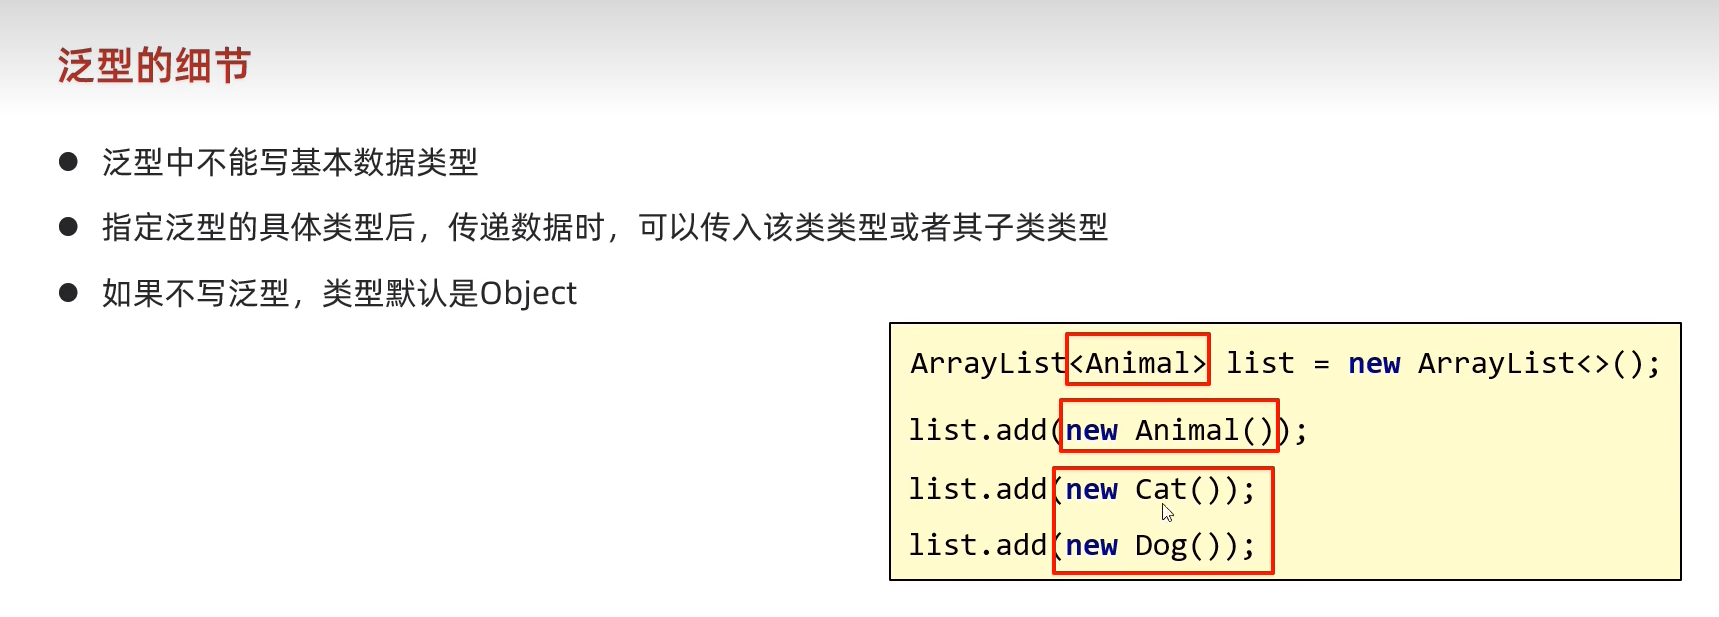 泛型的细节
● 泛型中不能写基本数据类型
● 指定泛型的具体类型后，传递数据时，可以传入该类类型或者其子类类型
● 如果不写泛型，类型默认是Object
ArrayList<Animal> list = new ArrayList<>();
list.add(new Animal());
list.add(new Cat());
list.add(new Dog());